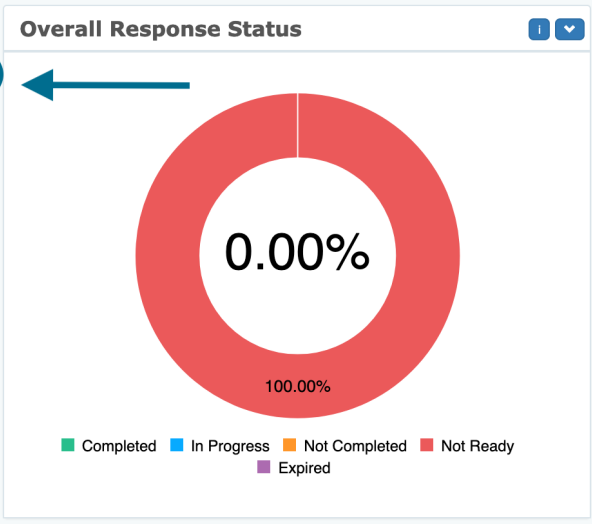 Overall Response Status
i
0.00%
100.00%
Completed In Progress Not Completed Not Ready
Expired